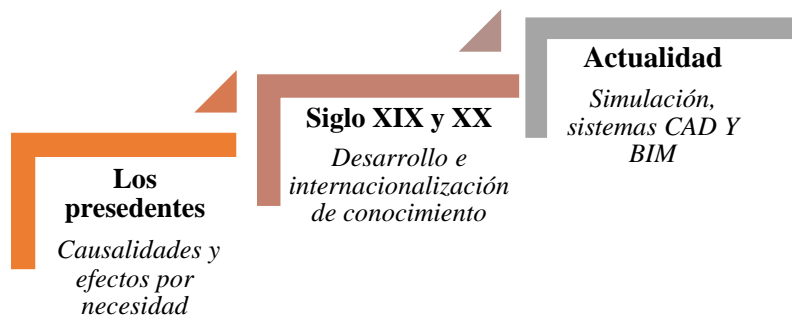 Los
presedentes
Causalidades y
efectos por
necesidad
Siglo XIX y XX
Desarrollo e
internacionalización
de conocimiento
Actualidad
Simulación,
sistemas CAD Y
BIM